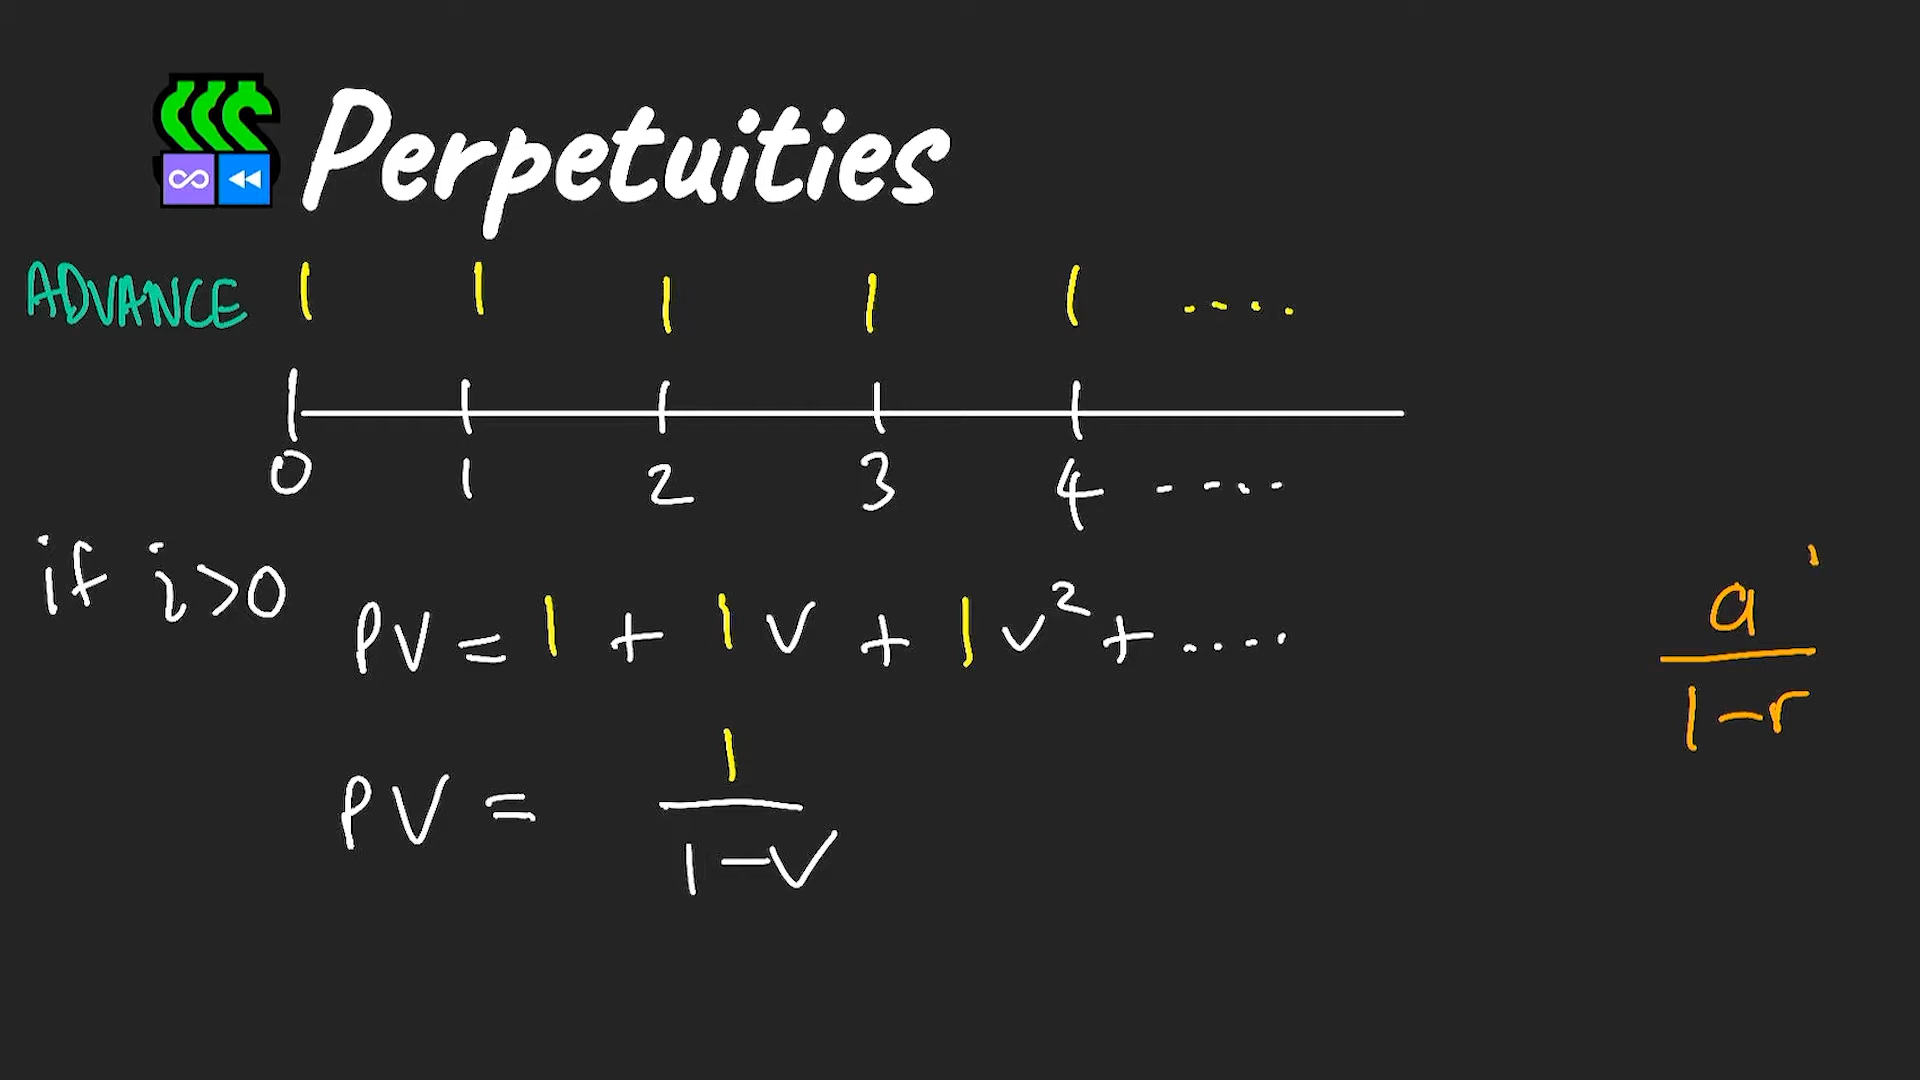 Perpetuities
ADVANCE 1 1 1 1 1 ....
0 1 2 3 4 ....
if i>0
PV = 1 + 1v + 1v² + ....
a
1-r
PV = 1
1-v